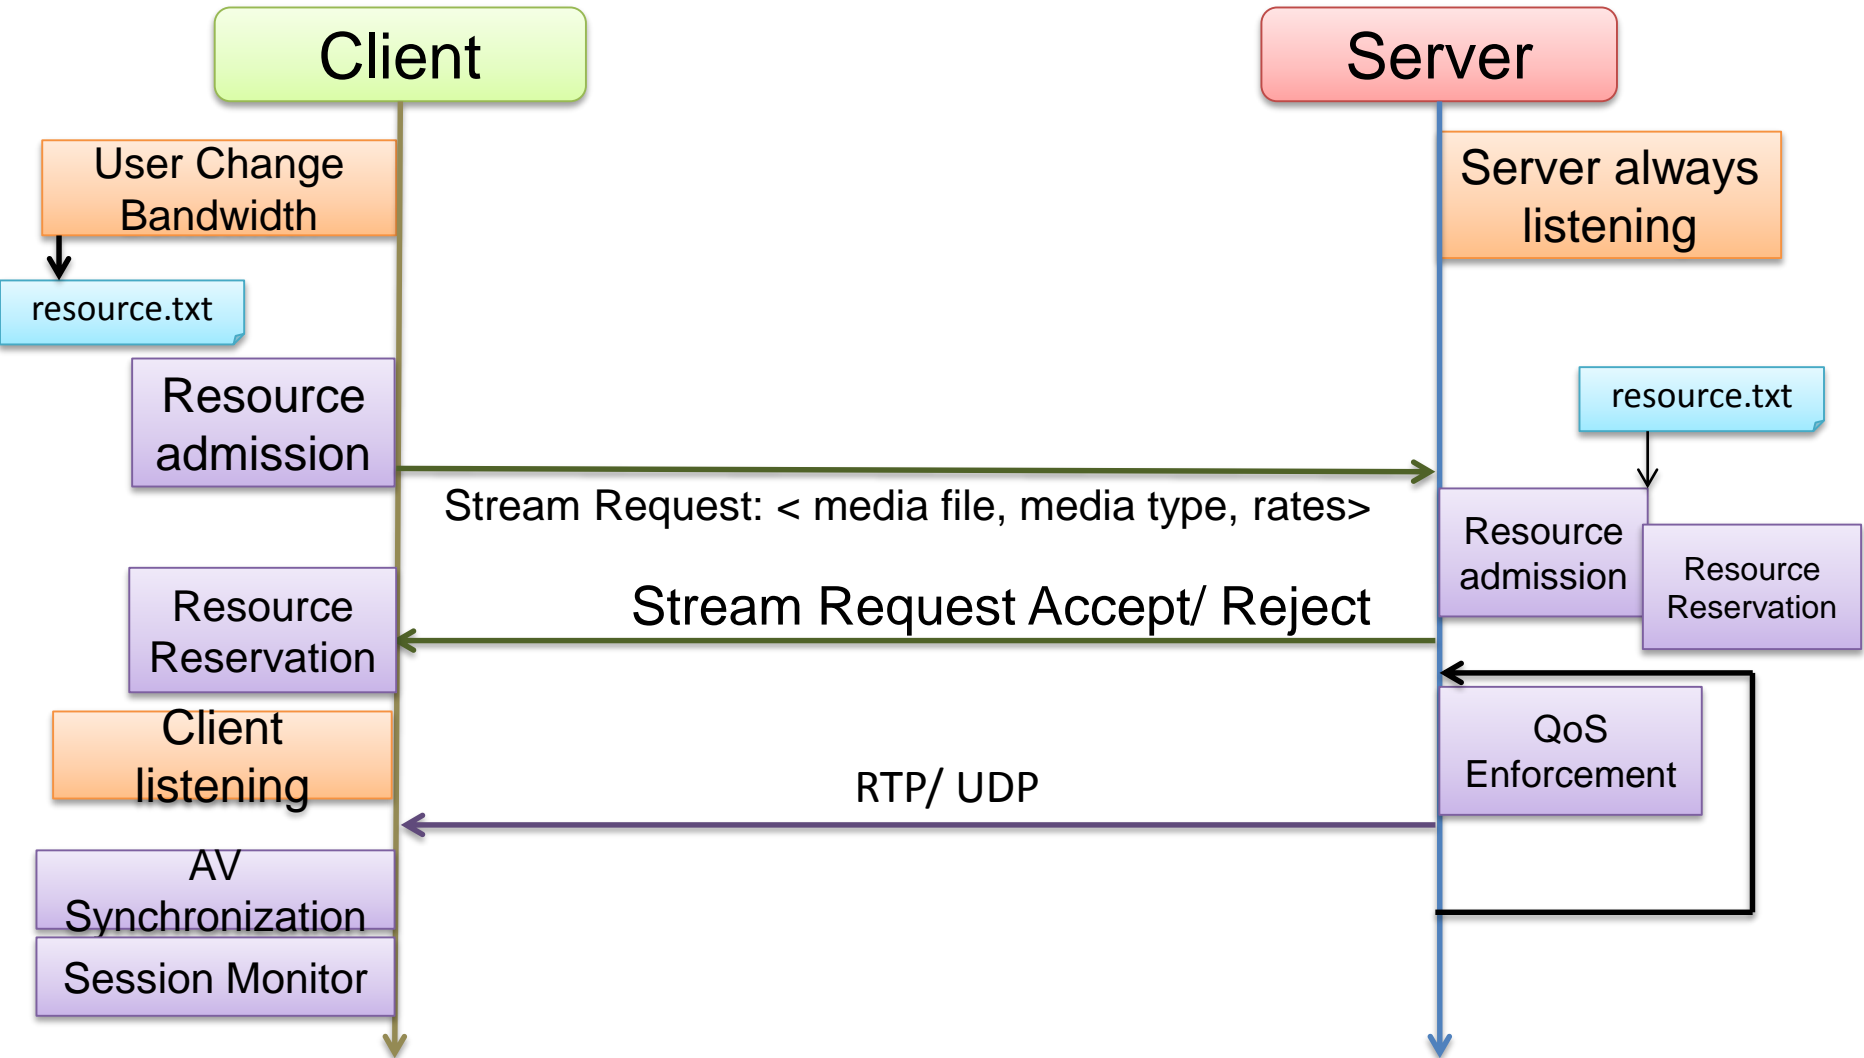 Client
Server
User Change
Bandwidth
Server always
listening
resource.txt
Resource
admission
resource.txt
Stream Request: < media file, media type, rates>
Resource
admission
Resource
Reservation
Resource
Reservation
Stream Request Accept/ Reject
Client
listening
QoS
Enforcement
RTP/ UDP
AV
Synchronization
Session Monitor